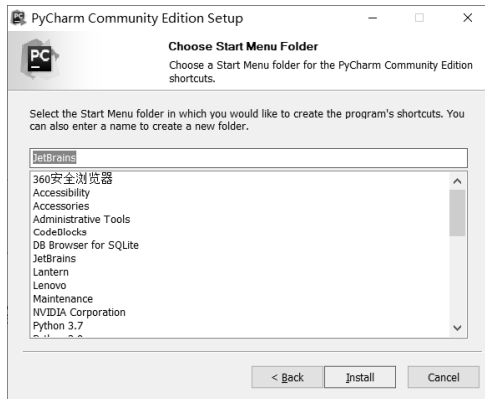 PyCharm Community Edition Setup
PC
Choose Start Menu Folder
Choose a Start Menu folder for the PyCharm Community Edition
shortcuts.
Select the Start Menu folder in which you would like to create the program's shortcuts. You
can also enter a name to create a new folder.
JetBrains
360安全浏览器
Accessibility
Accessories
Administrative Tools
CodeBlocks
DB Browser for SQLite
JetBrains
Lantern
Lenovo
Maintenance
NVIDIA Corporation
Python 3.7
< Back Install Cancel